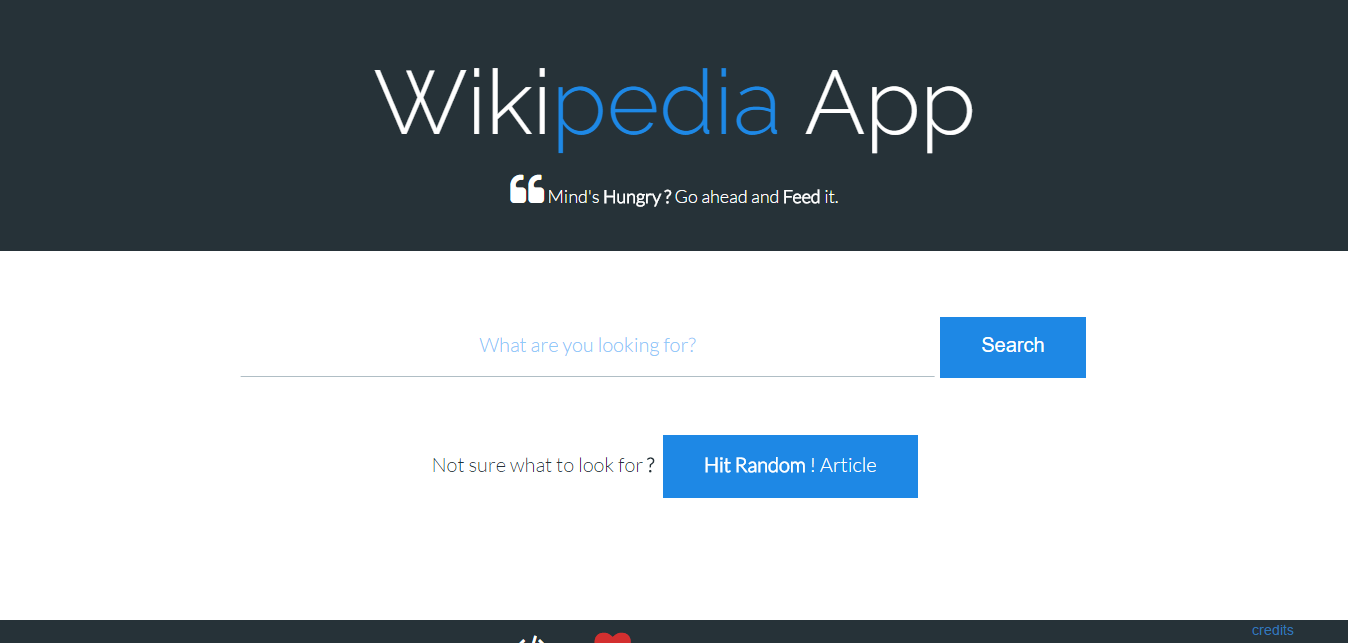 Wikipedia App
Mind's Hungry ? Go ahead and Feed it.
What are you looking for?
Search
Not sure what to look for ?
Hit Random ! Article
credits